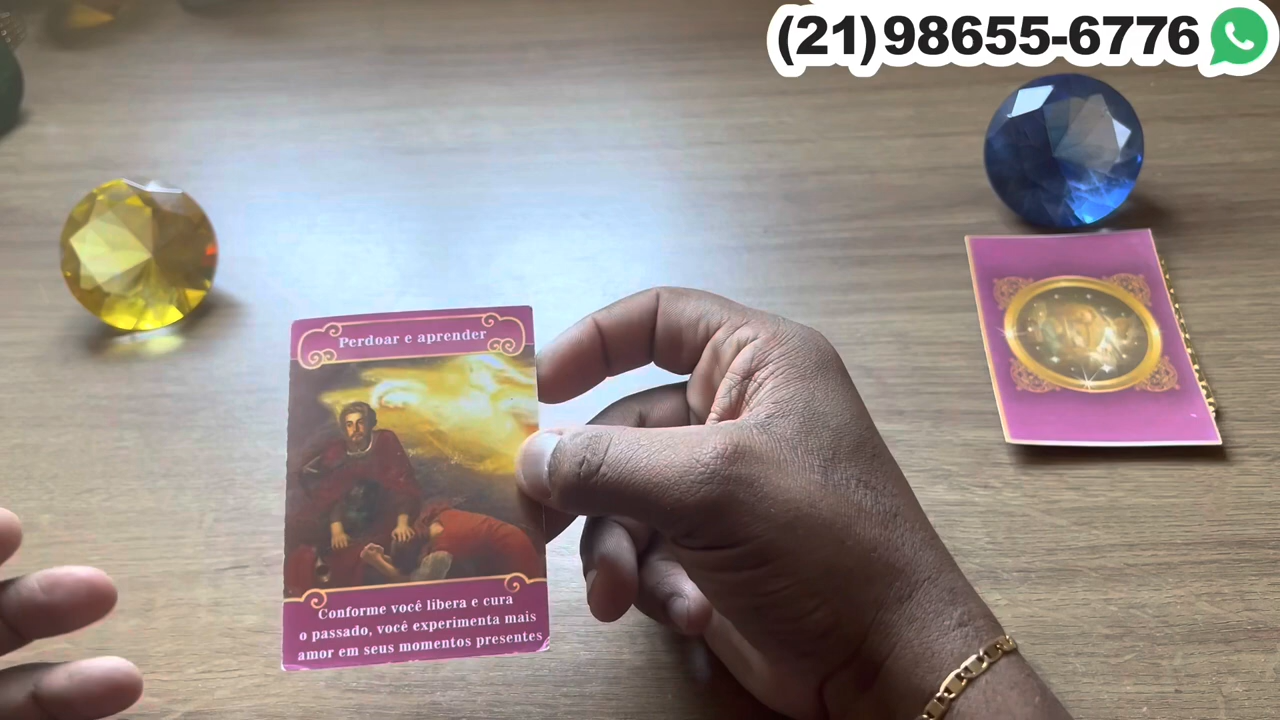 (21)98655-6776
Perdoar e aprender
Conforme você libera e cura
o passado, você experimenta mais
amor em seus momentos presentes